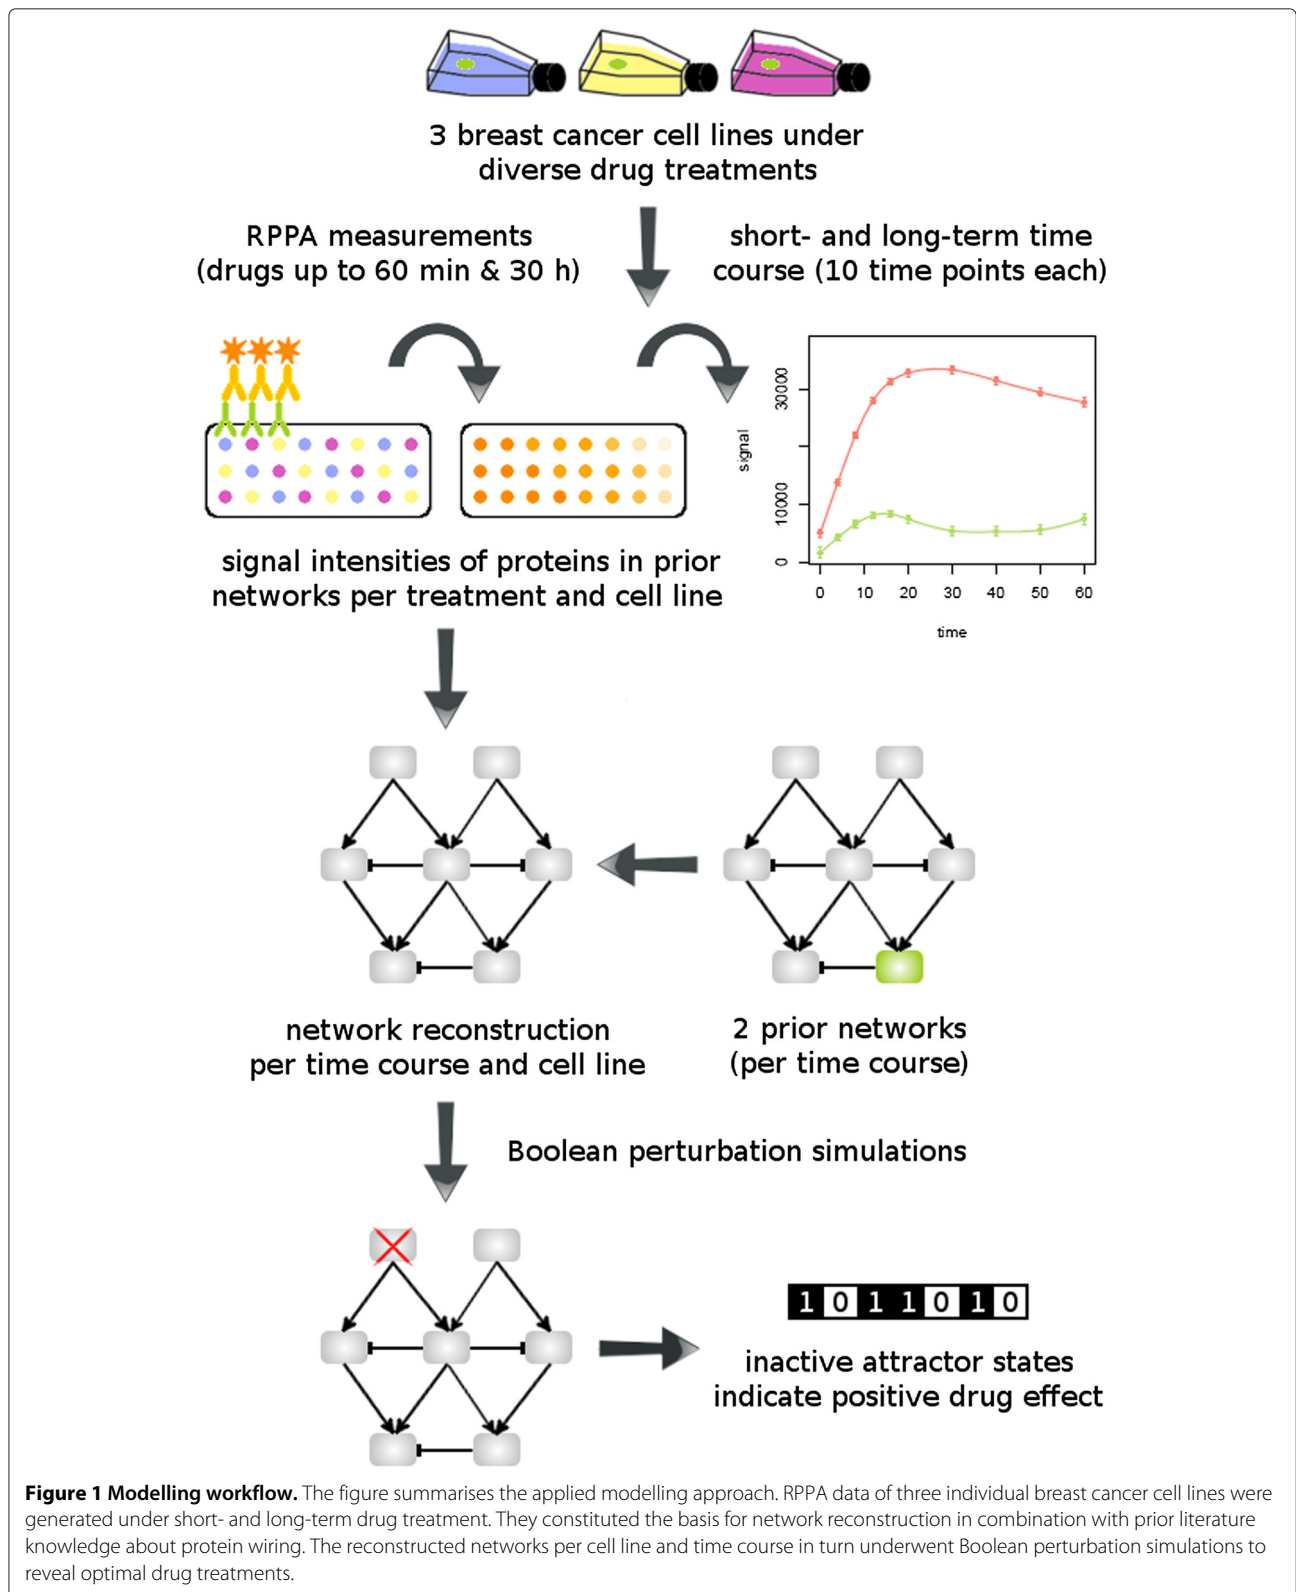 3 breast cancer cell lines under
diverse drug treatments
RPPA measurements
(drugs up to 60 min & 30 h)
short- and long-term time
course (10 time points each)
signal
30000
10000
0
0 10 20 30 40 50 60
time
signal intensities of proteins in prior
networks per treatment and cell line
network reconstruction
per time course and cell line
2 prior networks
(per time course)
Boolean perturbation simulations
1 0 1 1 0 1 0
inactive attractor states
indicate positive drug effect
Figure 1 Modelling workflow. The figure summarises the applied modelling approach. RPPA data of three individual breast cancer cell lines were
generated under short- and long-term drug treatment. They constituted the basis for network reconstruction in combination with prior literature
knowledge about protein wiring. The reconstructed networks per cell line and time course in turn underwent Boolean perturbation simulations to
reveal optimal drug treatments.